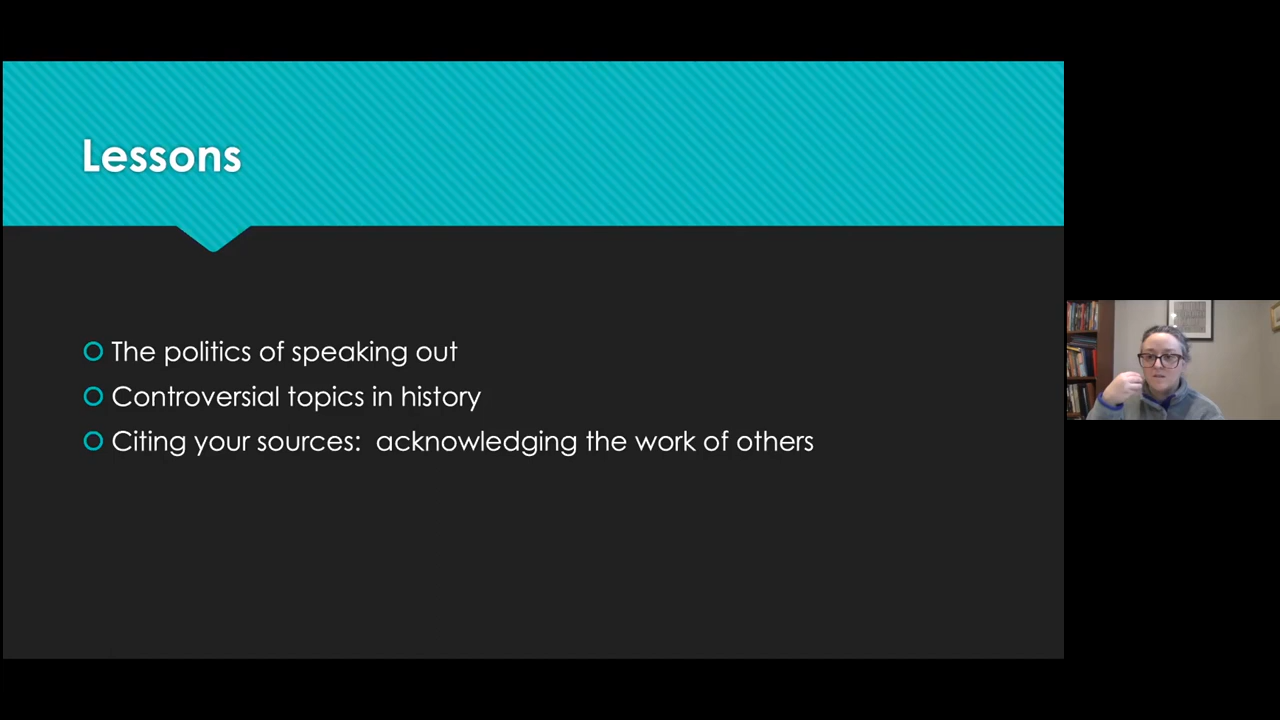 Lessons
The politics of speaking out
Controversial topics in history
Citing your sources:  acknowledging the work of others